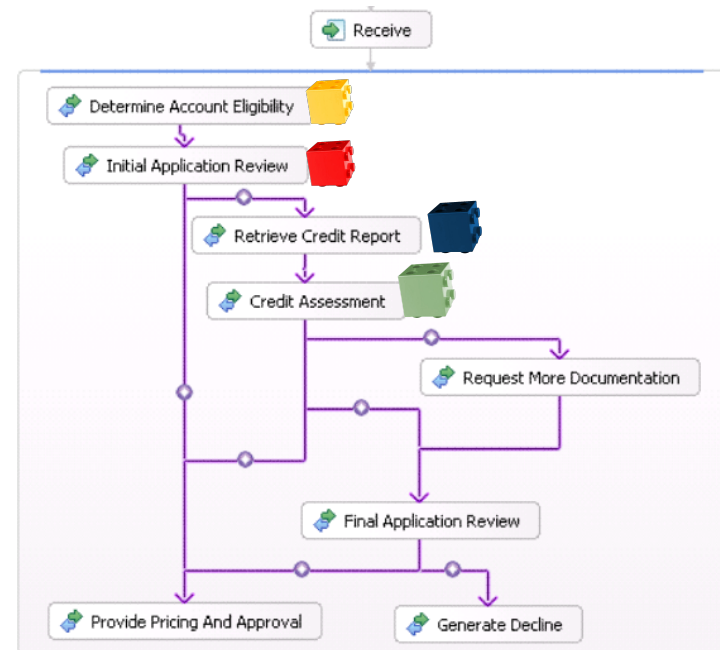 Receive
Determine Account Eligibility
Initial Application Review
Retrieve Credit Report
Credit Assessment
Request More Documentation
Final Application Review
Provide Pricing And Approval
Generate Decline